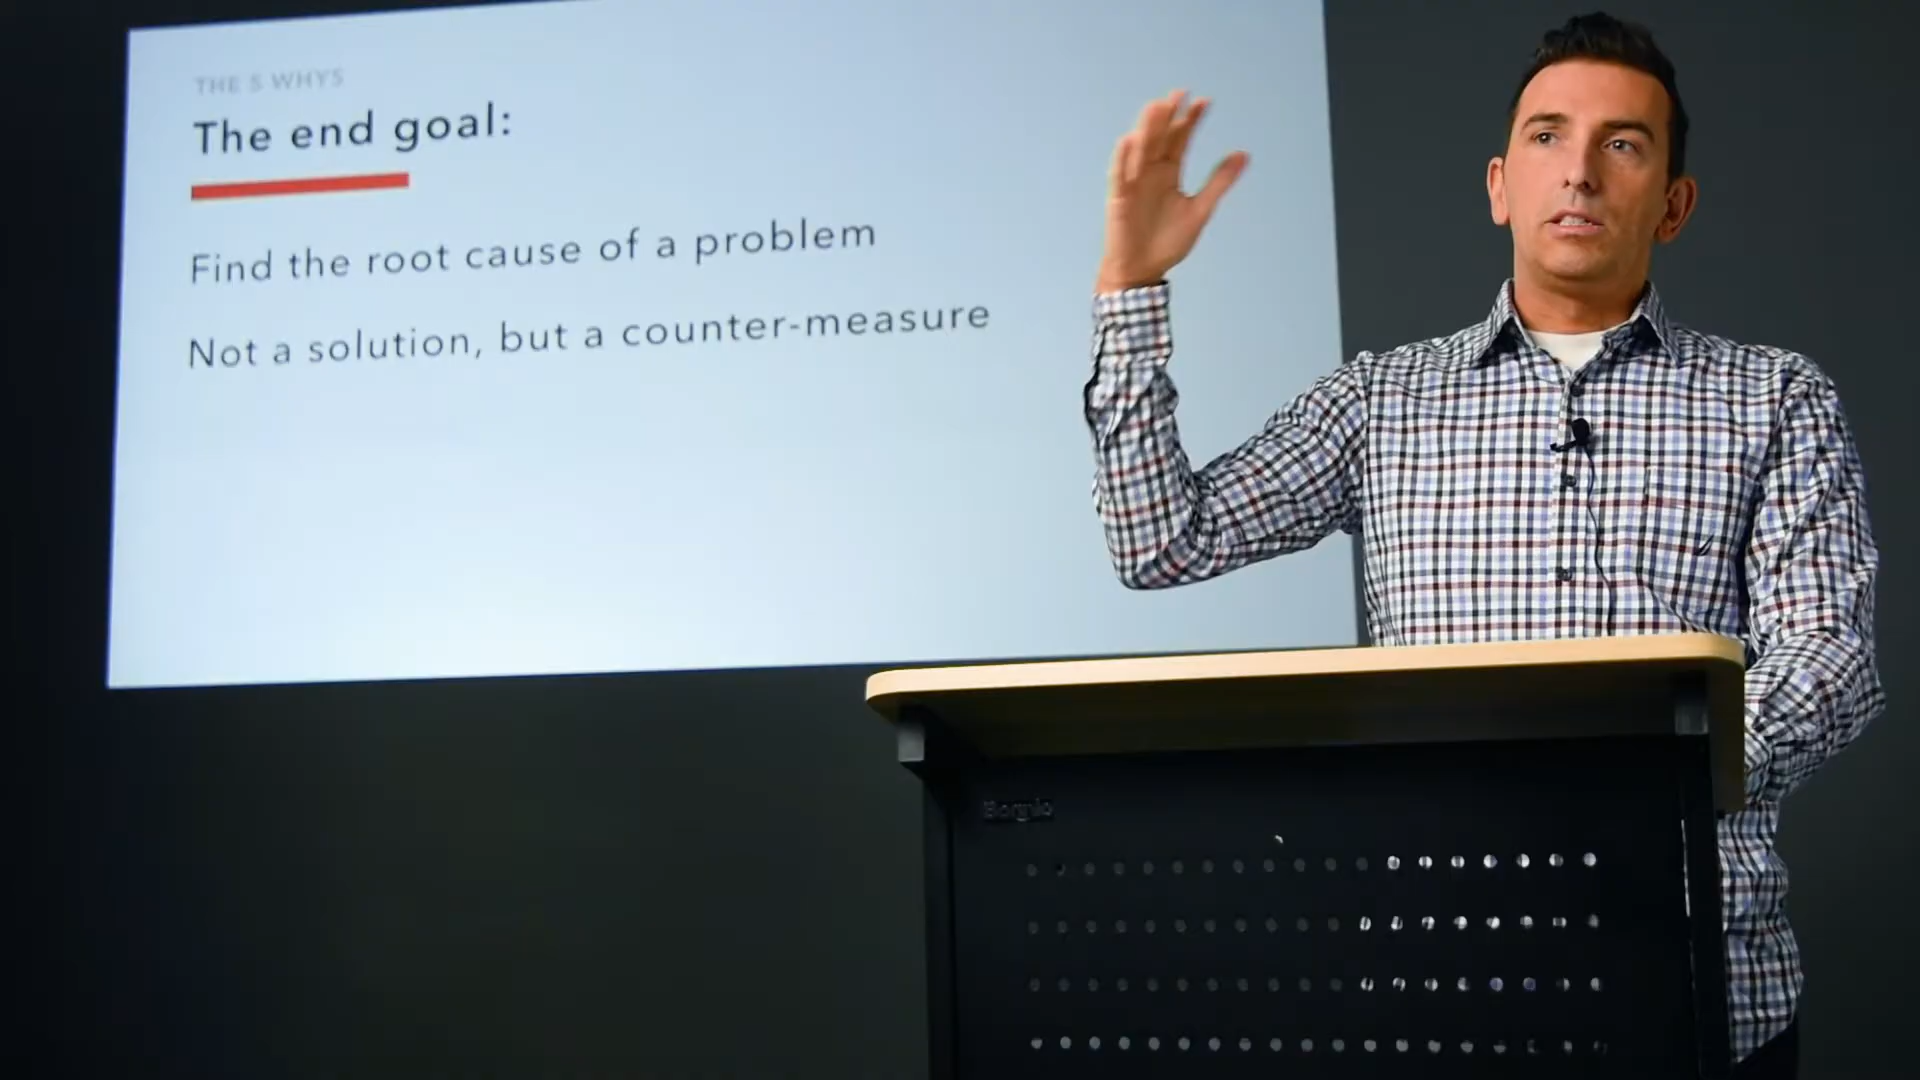 THE 5 WHYS
The end goal:
Find the root cause of a problem
Not a solution, but a counter-measure